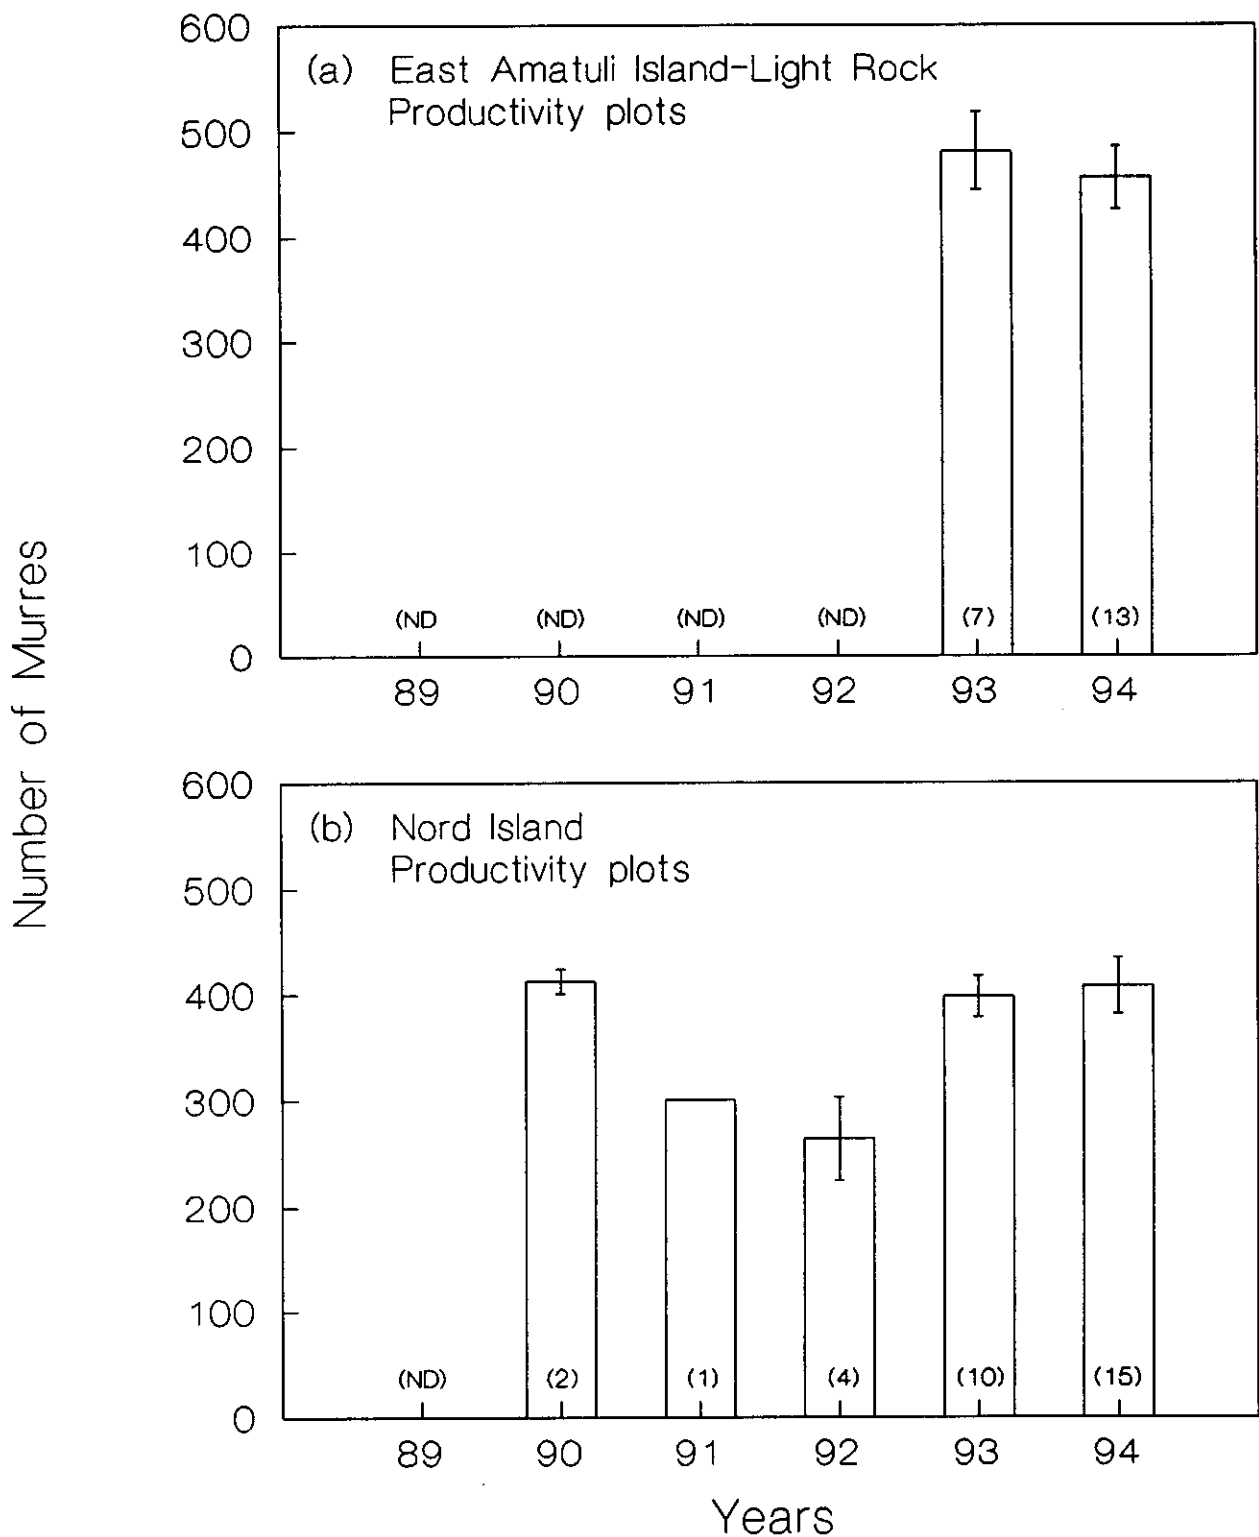 Number of Murres
(a) East Amatuli Island-Light Rock
Productivity plots
600
500
400
300
200
100
0
(ND
(ND)
(ND)
(ND)
(7)
(13)
89 90 91 92 93 94
(b) Nord Island
Productivity plots
600
500
400
300
200
100
0
(ND)
(2)
(1)
(4)
(10)
(15)
89 90 91 92 93 94
Years